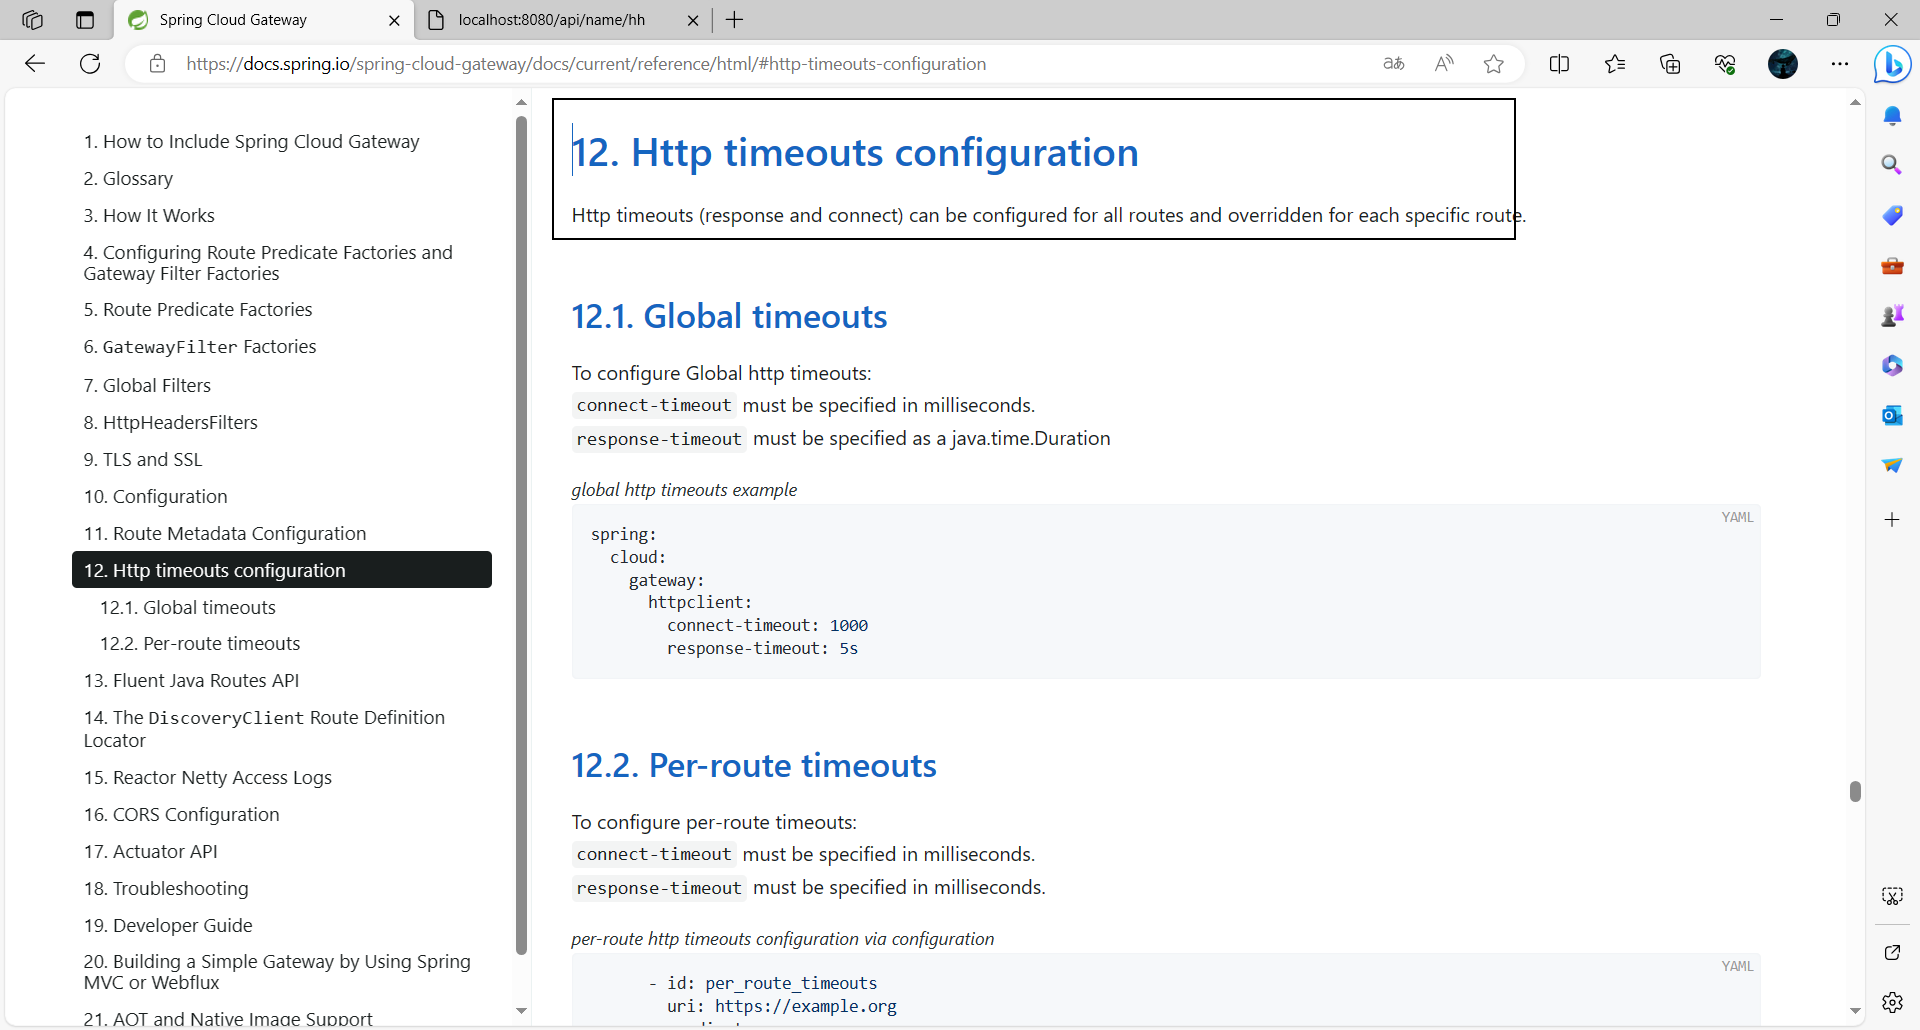 Spring Cloud Gateway
localhost:8080/api/name/hh
https://docs.spring.io/spring-cloud-gateway/docs/current/reference/html/#http-timeouts-configuration
1. How to Include Spring Cloud Gateway
2. Glossary
3. How It Works
4. Configuring Route Predicate Factories and
Gateway Filter Factories
5. Route Predicate Factories
6. GatewayFilter Factories
7. Global Filters
8. HttpHeadersFilters
9. TLS and SSL
10. Configuration
11. Route Metadata Configuration
12. Http timeouts configuration
12.1. Global timeouts
12.2. Per-route timeouts
13. Fluent Java Routes API
14. The DiscoveryClient Route Definition
Locator
15. Reactor Netty Access Logs
16. CORS Configuration
17. Actuator API
18. Troubleshooting
19. Developer Guide
20. Building a Simple Gateway by Using Spring
MVC or Webflux
21. AOT and Native Image Support
12. Http timeouts configuration
Http timeouts (response and connect) can be configured for all routes and overridden for each specific route.
12.1. Global timeouts
To configure Global http timeouts:
connect-timeout must be specified in milliseconds.
response-timeout must be specified as a java.time.Duration
global http timeouts example
YAML
spring:
  cloud:
    gateway:
      httpclient:
        connect-timeout: 1000
        response-timeout: 5s
12.2. Per-route timeouts
To configure per-route timeouts:
connect-timeout must be specified in milliseconds.
response-timeout must be specified in milliseconds.
per-route http timeouts configuration via configuration
YAML
      - id: per_route_timeouts
        uri: https://example.org